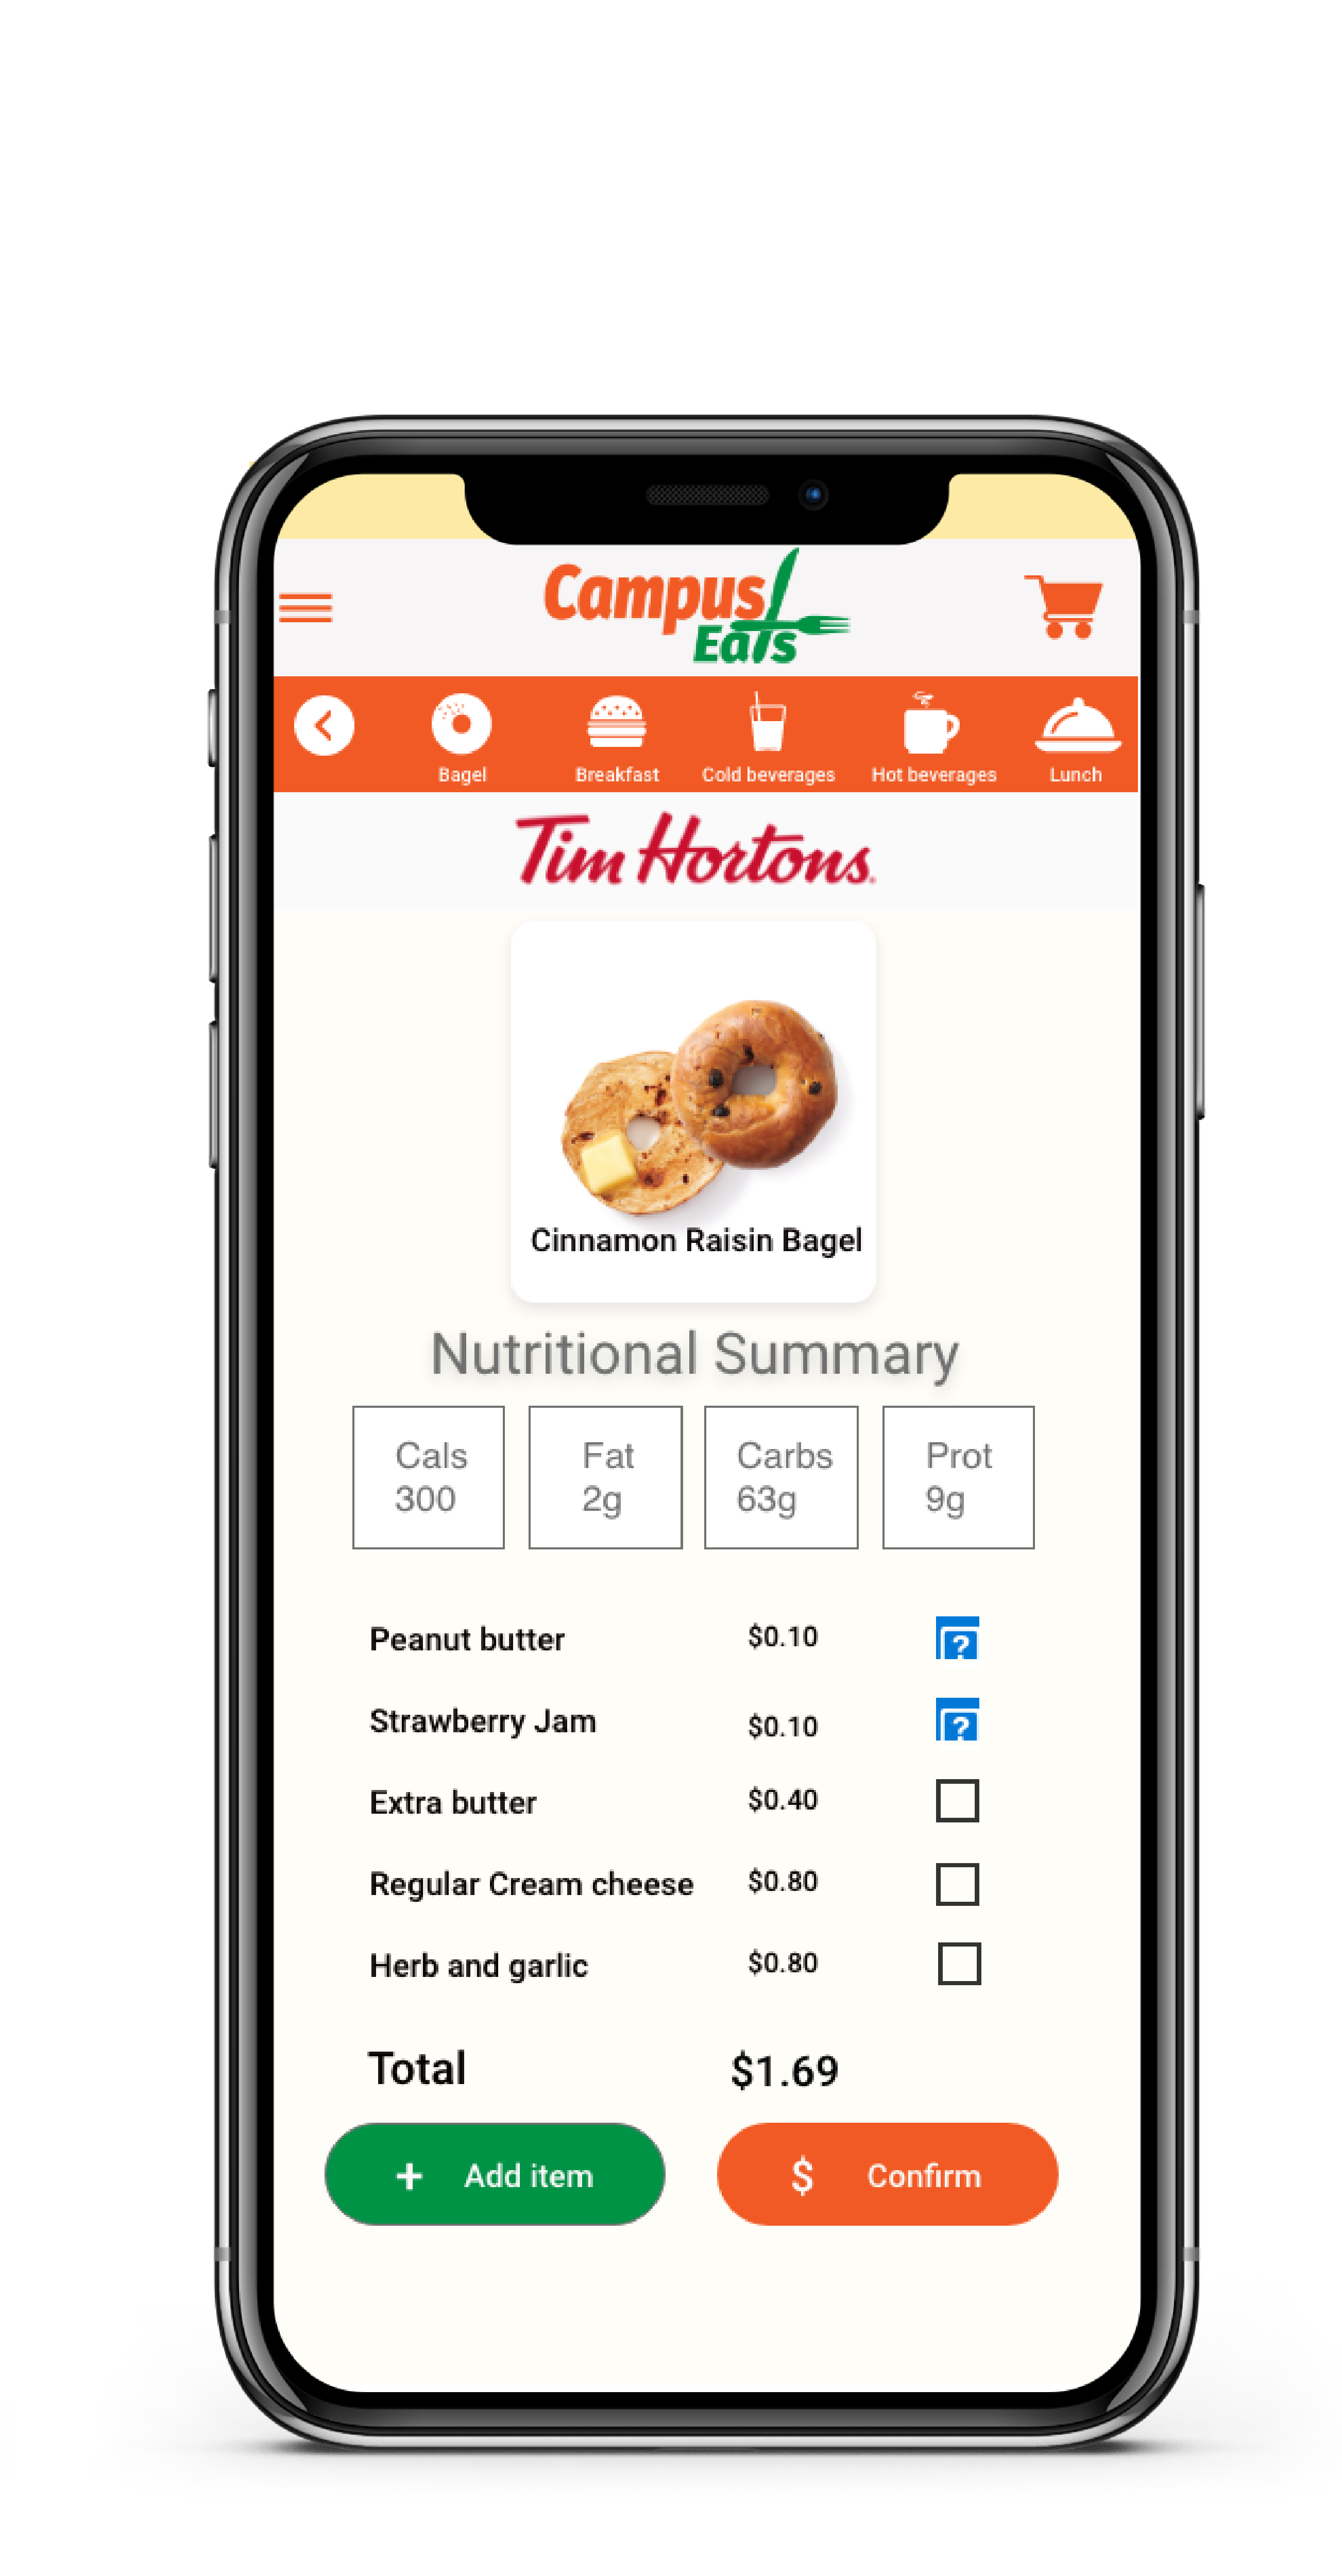 Campus
Eats
Bagel
Breakfast
Cold beverages
Hot beverages
Lunch
Tim Hortons
Cinnamon Raisin Bagel
Nutritional Summary
Cals
300
Fat
2g
Carbs
63g
Prot
9g
Peanut butter $0.10 ?
Strawberry Jam $0.10 ?
Extra butter $0.40
Regular Cream cheese $0.80
Herb and garlic $0.80
Total $1.69
+ Add item
$ Confirm